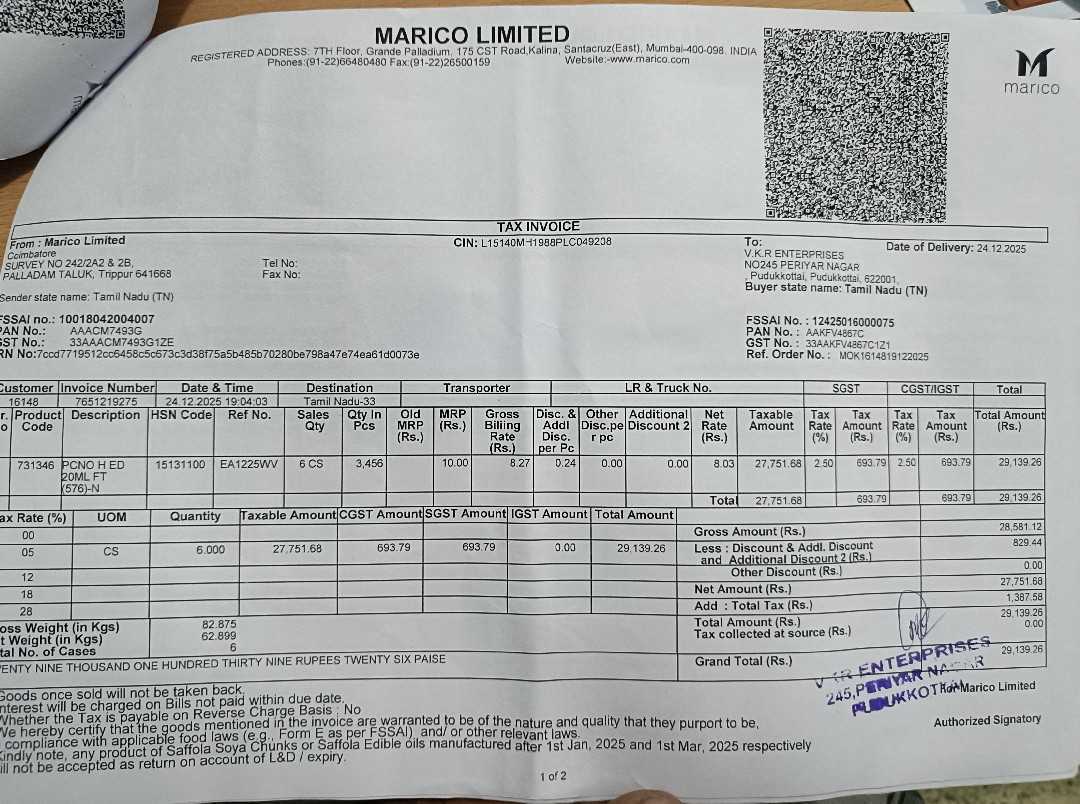 MARICO LIMITED
REGISTERED ADDRESS: 7TH Floor, Grande Palladium, 175 CST Road,Kalina, Santacruz(East), Mumbai-400-098. INDIA
Phones:(91-22)66480480 Fax:(91-22)26500159 Website:-www.marico.com
marico
TAX INVOICE
From : Marico Limited
Coimbatore
SURVEY NO 242/2A2 & 2B,
PALLADAM TALUK, Trippur 641668
Tel No:
Fax No:
CIN: L15140MH1988PLC049208
To:
V.K.R ENTERPRISES
NO245 PERIYAR NAGAR
, Pudukkottai, Pudukkottai, 622001,
Buyer state name: Tamil Nadu (TN)
Date of Delivery: 24.12.2025
Sender state name: Tamil Nadu (TN)
FSSAI no.: 10018042004007
PAN No.: AAACM7493G
GST No.: 33AAACM7493G1ZE
RN No:7ccd7719512cc6458c5c673c3d38f75a5b485b70280be798a47e74ea61d0073e
FSSAI No. : 12425016000075
PAN No. : AAKFV4867C
GST No. : 33AAKFV4867C1Z1
Ref. Order No.: MOK1614819122025
Customer Invoice Number Date & Time Destination Transporter LR & Truck No. SGST CGST/IGST Total
16148 7651219275 24.12.2025 19:04:03 Tamil Nadu-33
r. o Product Code Description HSN Code Ref No. Sales Qty Qty In Pcs Old MRP (Rs.) MRP (Rs.) Gross Billing Rate (Rs.) Disc. & Addl Disc. per Pc Other Disc.pe r pc Additional Discount 2 Net Rate (Rs.) Taxable Amount Tax Rate (%) Tax Amount (Rs.) Tax Rate (%) Tax Amount (Rs.) Total Amount (Rs.)
731346 PCNO H ED 20ML FT (576)-N 15131100 EA1225WV 6 CS 3,456 10.00 8.27 0.24 0.00 0.00 8.03 27,751.68 2.50 693.79 2.50 693.79 29,139.26
Total 27,751.68 693.79 693.79 29,139.26
ax Rate (%) UOM Quantity Taxable Amount CGST Amount SGST Amount IGST Amount Total Amount
00
05 CS 6.000 27,751.68 693.79 693.79 0.00 29,139.26
12
18
28
Gross Amount (Rs.) 28,581.12
Less : Discount & Addl. Discount and Additional Discount 2 (Rs.) 829.44
Other Discount (Rs.) 0.00
Net Amount (Rs.) 27,751.68
Add : Total Tax (Rs.) 1,387.58
Total Amount (Rs.) 29,139.26
Tax collected at source (Rs.) 0.00
Grand Total (Rs.) 29,139.26
oss Weight (in Kgs) 82.875
t Weight (in Kgs) 62.899
tal No. of Cases 6
ENTY NINE THOUSAND ONE HUNDRED THIRTY NINE RUPEES TWENTY SIX PAISE
Goods once sold will not be taken back.
nterest will be charged on Bills not paid within due date.
Whether the Tax is payable on Reverse Charge Basis : No
We hereby certify that the goods mentioned in the invoice are warranted to be of the nature and quality that they purport to be,
compliance with applicable food laws (e.g., Form E as per FSSAI) and/ or other relevant laws.
Kindly note, any product of Saffola Soya Chunks or Saffola Edible oils manufactured after 1st Jan, 2025 and 1st Mar, 2025 respectively
ill not be accepted as return on account of L&D / expiry.
V KR ENTERPRISES
245,PERIYAR NAGAR
PUDUKKOTTAI
For Marico Limited
Authorized Signatory
1 of 2